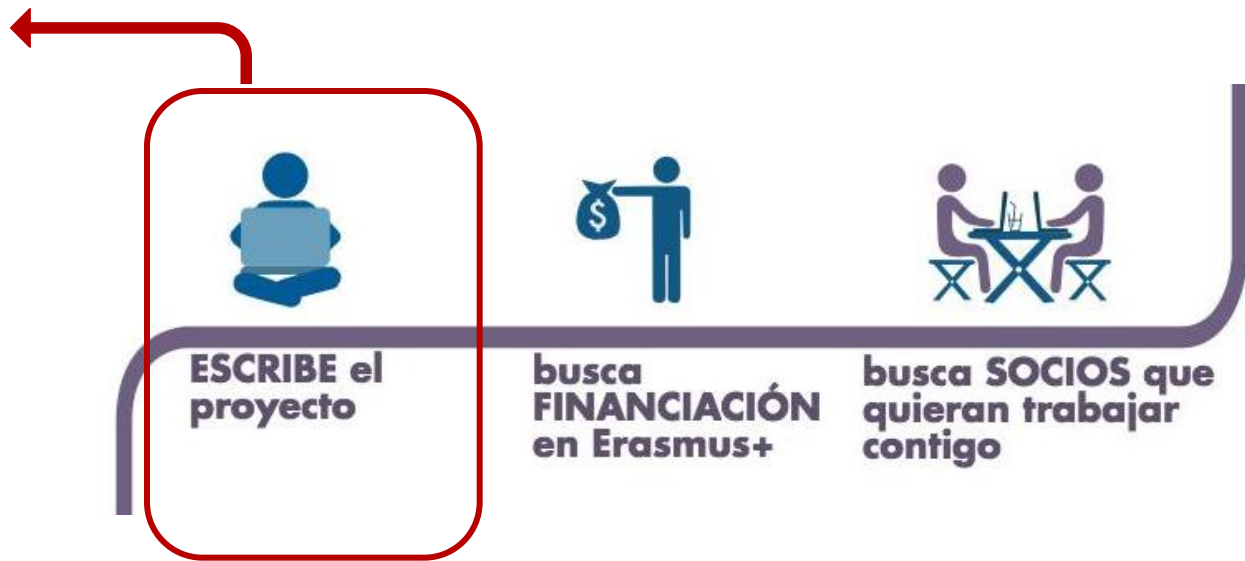 $
ESCRIBE el
proyecto
busca
FINANCIACIÓN
en Erasmus+
busca SOCIOS que
quieran trabajar
contigo